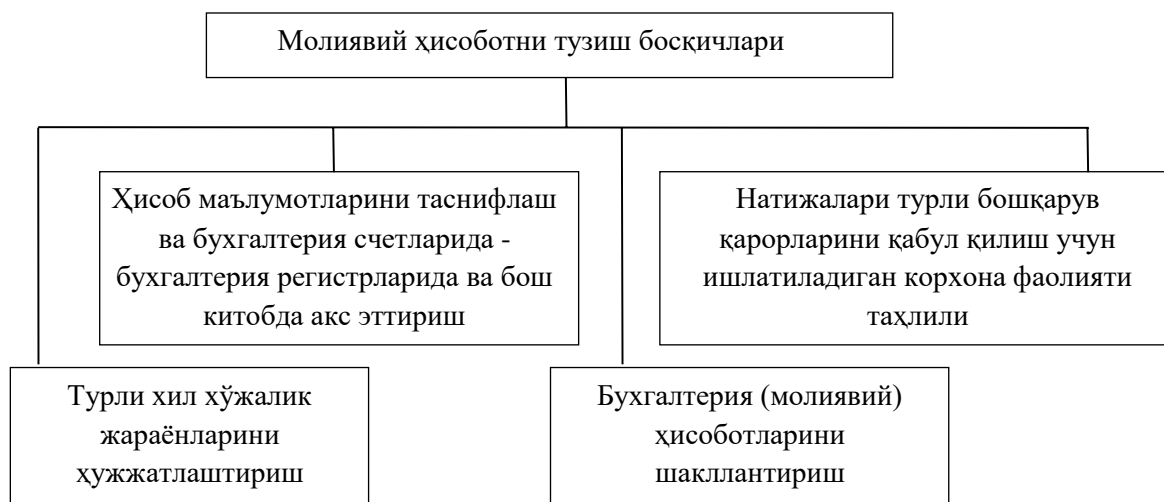 Молиявий ҳисоботни тузиш босқичлари
Ҳисоб маълумотларини таснифлаш
ва бухгалтерия счетларида -
бухгалтерия регистрларида ва бош
китобда акс эттириш
Натижалари турли бошқарув
қарорларини қабул қилиш учун
ишлатиладиган корхона фаолияти
таҳлили
Турли хил хўжалик
жараёнларини
ҳужжатлаштириш
Бухгалтерия (молиявий)
ҳисоботларини
шакллантириш